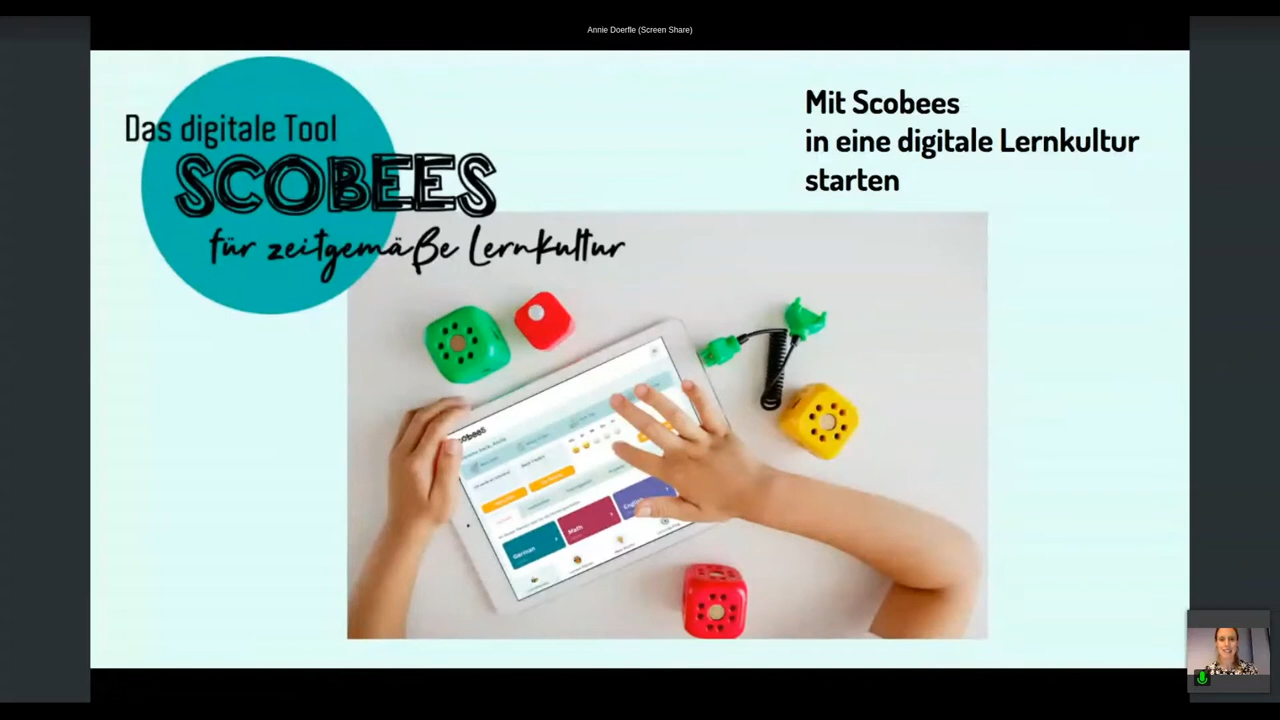 Annie Doerfle (Screen Share)
Das digitale Tool
SCOBEES
für zeitgemäße Lernkultur
Mit Scobees
in eine digitale Lernkultur
starten
scobees
German
Math
English